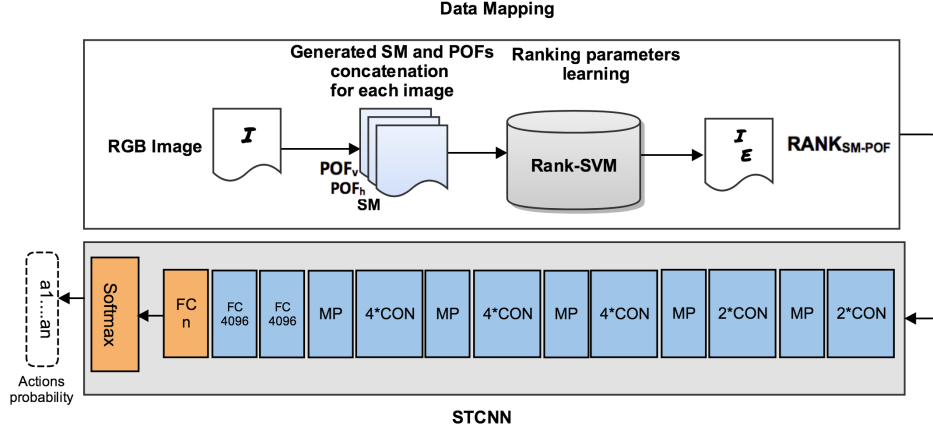 Data Mapping
Generated SM and POFs
concatenation
for each image
Ranking parameters
learning
RGB Image
I
POFv
POFh
SM
Rank-SVM
I
E
RANKSM-POF
a1....an
Softmax
FC
n
FC
4096
FC
4096
MP
4*CON
MP
4*CON
MP
4*CON
MP
2*CON
MP
2*CON
Actions
probability
STCNN